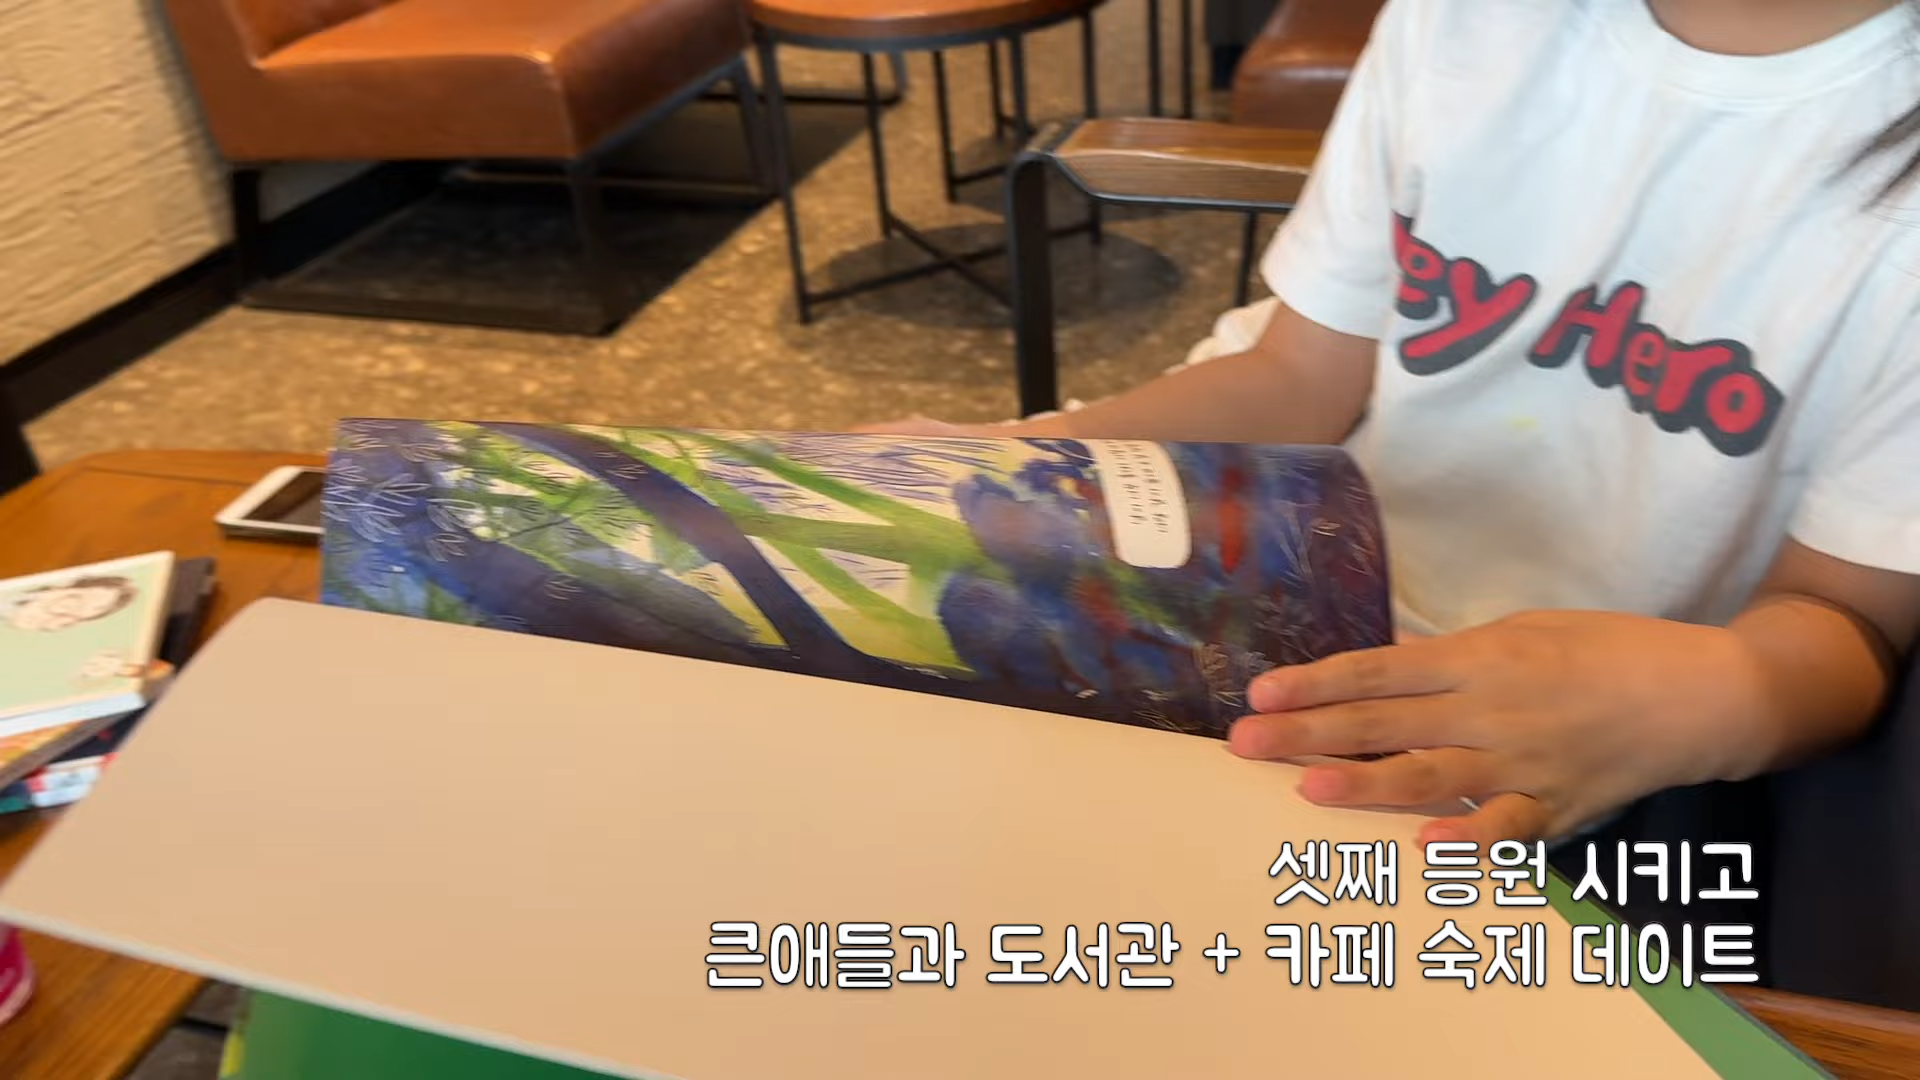 Hero
셋째 등원 시키고
큰애들과 도서관 + 카페 숙제 데이트